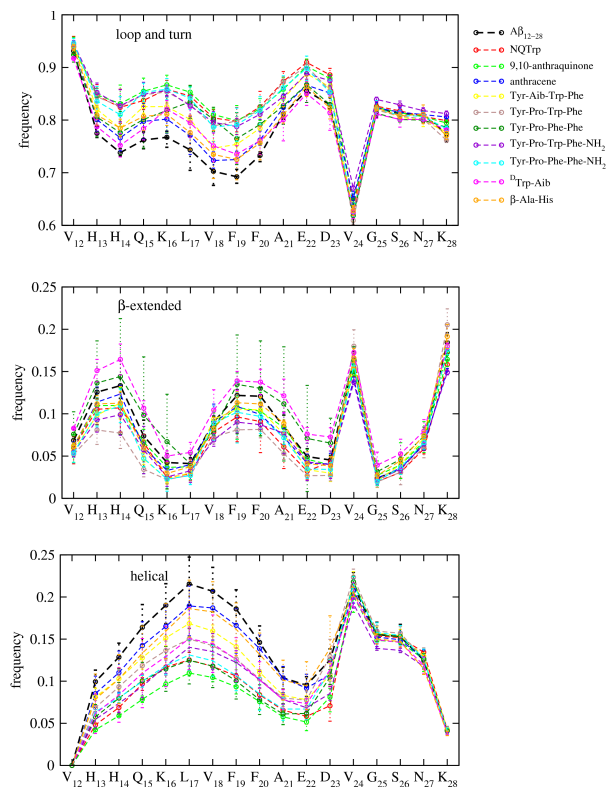 loop and turn
frequency
1
0.9
0.8
0.7
0.6
V12 H13 H14 Q15 K16 L17 V18 F19 F20 A21 E22 D23 V24 G25 S26 N27 K28
Aβ12−28
NQTrp
9,10-anthraquinone
anthracene
Tyr-Aib-Trp-Phe
Tyr-Pro-Trp-Phe
Tyr-Pro-Phe-Phe
Tyr-Pro-Trp-Phe-NH2
Tyr-Pro-Phe-Phe-NH2
DTrp-Aib
β-Ala-His
β-extended
frequency
0.25
0.2
0.15
0.1
0.05
0
V12 H13 H14 Q15 K16 L17 V18 F19 F20 A21 E22 D23 V24 G25 S26 N27 K28
helical
frequency
0.25
0.2
0.15
0.1
0.05
0
V12 H13 H14 Q15 K16 L17 V18 F19 F20 A21 E22 D23 V24 G25 S26 N27 K28